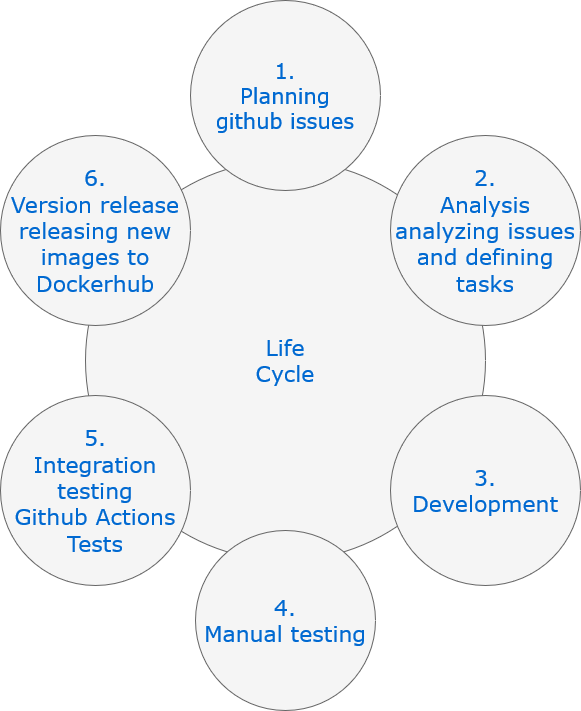 1.
Planning
github issues
2.
Analysis
analyzing issues
and defining
tasks
3.
Development
4.
Manual testing
5.
Integration
testing
Github Actions
Tests
6.
Version release
releasing new
images to
Dockerhub
Life
Cycle